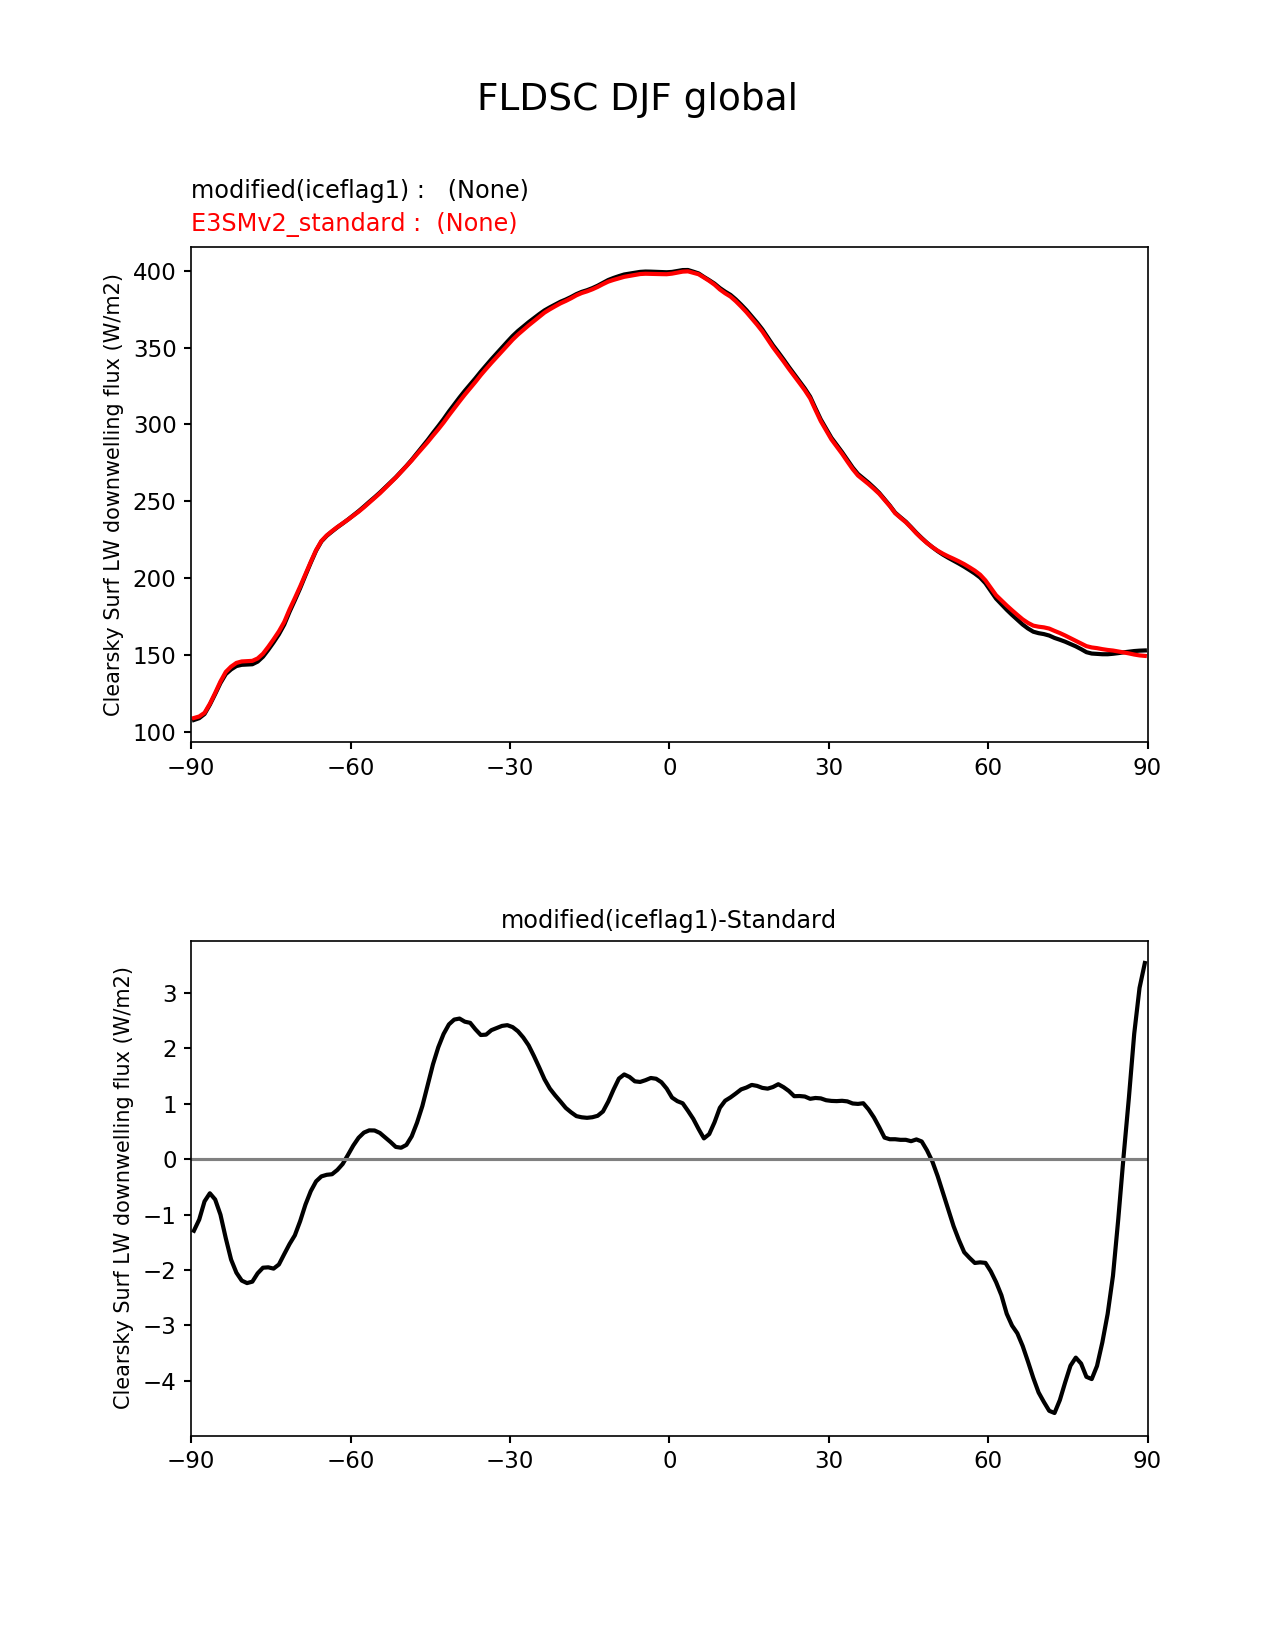 FLDSC DJF global
modified(iceflag1) :   (None)
E3SMv2_standard :  (None)
Clearsky Surf LW downwelling flux (W/m2)
400
350
300
250
200
150
100
−90 −60 −30 0 30 60 90
modified(iceflag1)-Standard
Clearsky Surf LW downwelling flux (W/m2)
3
2
1
0
−1
−2
−3
−4
−90 −60 −30 0 30 60 90